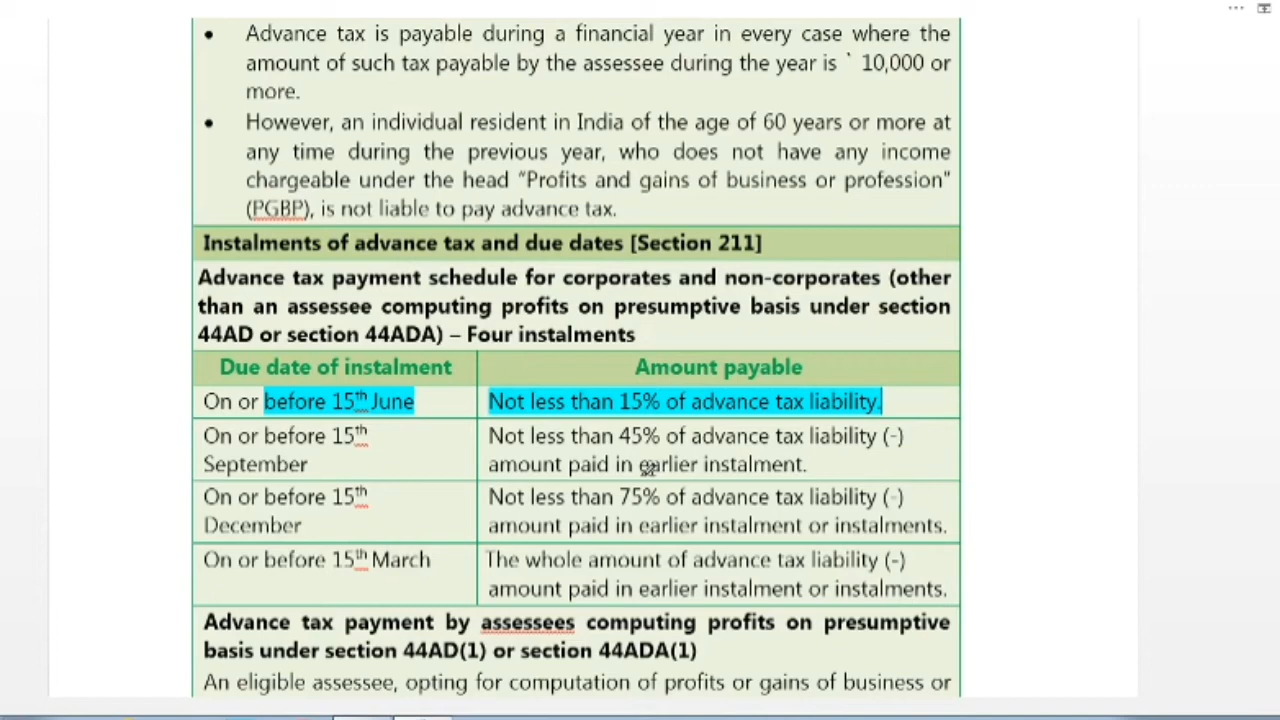 • Advance tax is payable during a financial year in every case where the
amount of such tax payable by the assessee during the year is ` 10,000 or
more.
• However, an individual resident in India of the age of 60 years or more at
any time during the previous year, who does not have any income
chargeable under the head “Profits and gains of business or profession”
(PGBP), is not liable to pay advance tax.
Instalments of advance tax and due dates [Section 211]
Advance tax payment schedule for corporates and non-corporates (other
than an assessee computing profits on presumptive basis under section
44AD or section 44ADA) – Four instalments
Due date of instalment Amount payable
On or before 15th June Not less than 15% of advance tax liability.
On or before 15th Not less than 45% of advance tax liability (-)
September amount paid in earlier instalment.
On or before 15th Not less than 75% of advance tax liability (-)
December amount paid in earlier instalment or instalments.
On or before 15th March The whole amount of advance tax liability (-)
amount paid in earlier instalment or instalments.
Advance tax payment by assessees computing profits on presumptive
basis under section 44AD(1) or section 44ADA(1)
An eligible assessee, opting for computation of profits or gains of business or